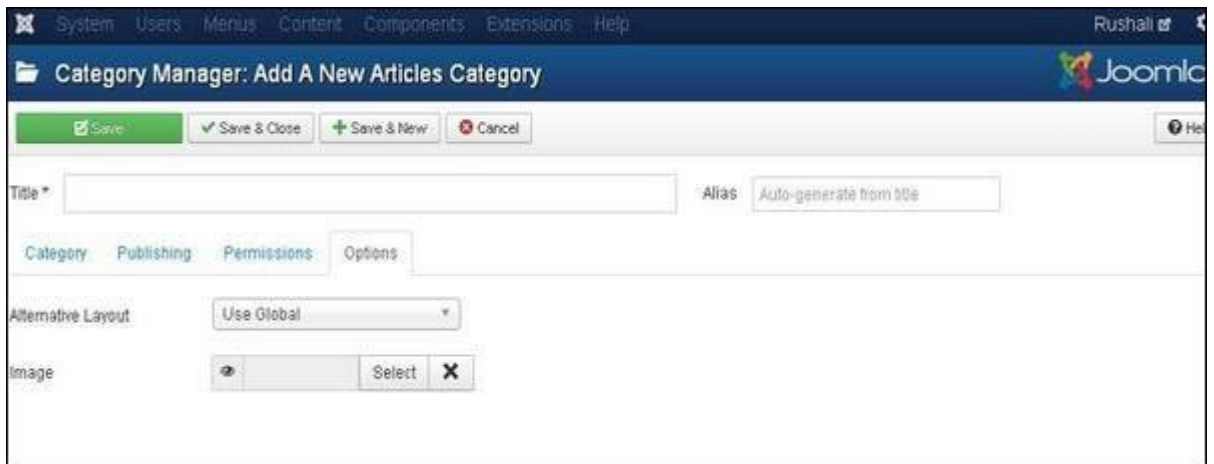 System Users Menus Content Components Extensions Help Rushali
Category Manager: Add A New Articles Category
Save Save & Close Save & New Cancel
Title * Alias Auto-generate from title
Category Publishing Permissions Options
Alternative Layout Use Global
Image Select